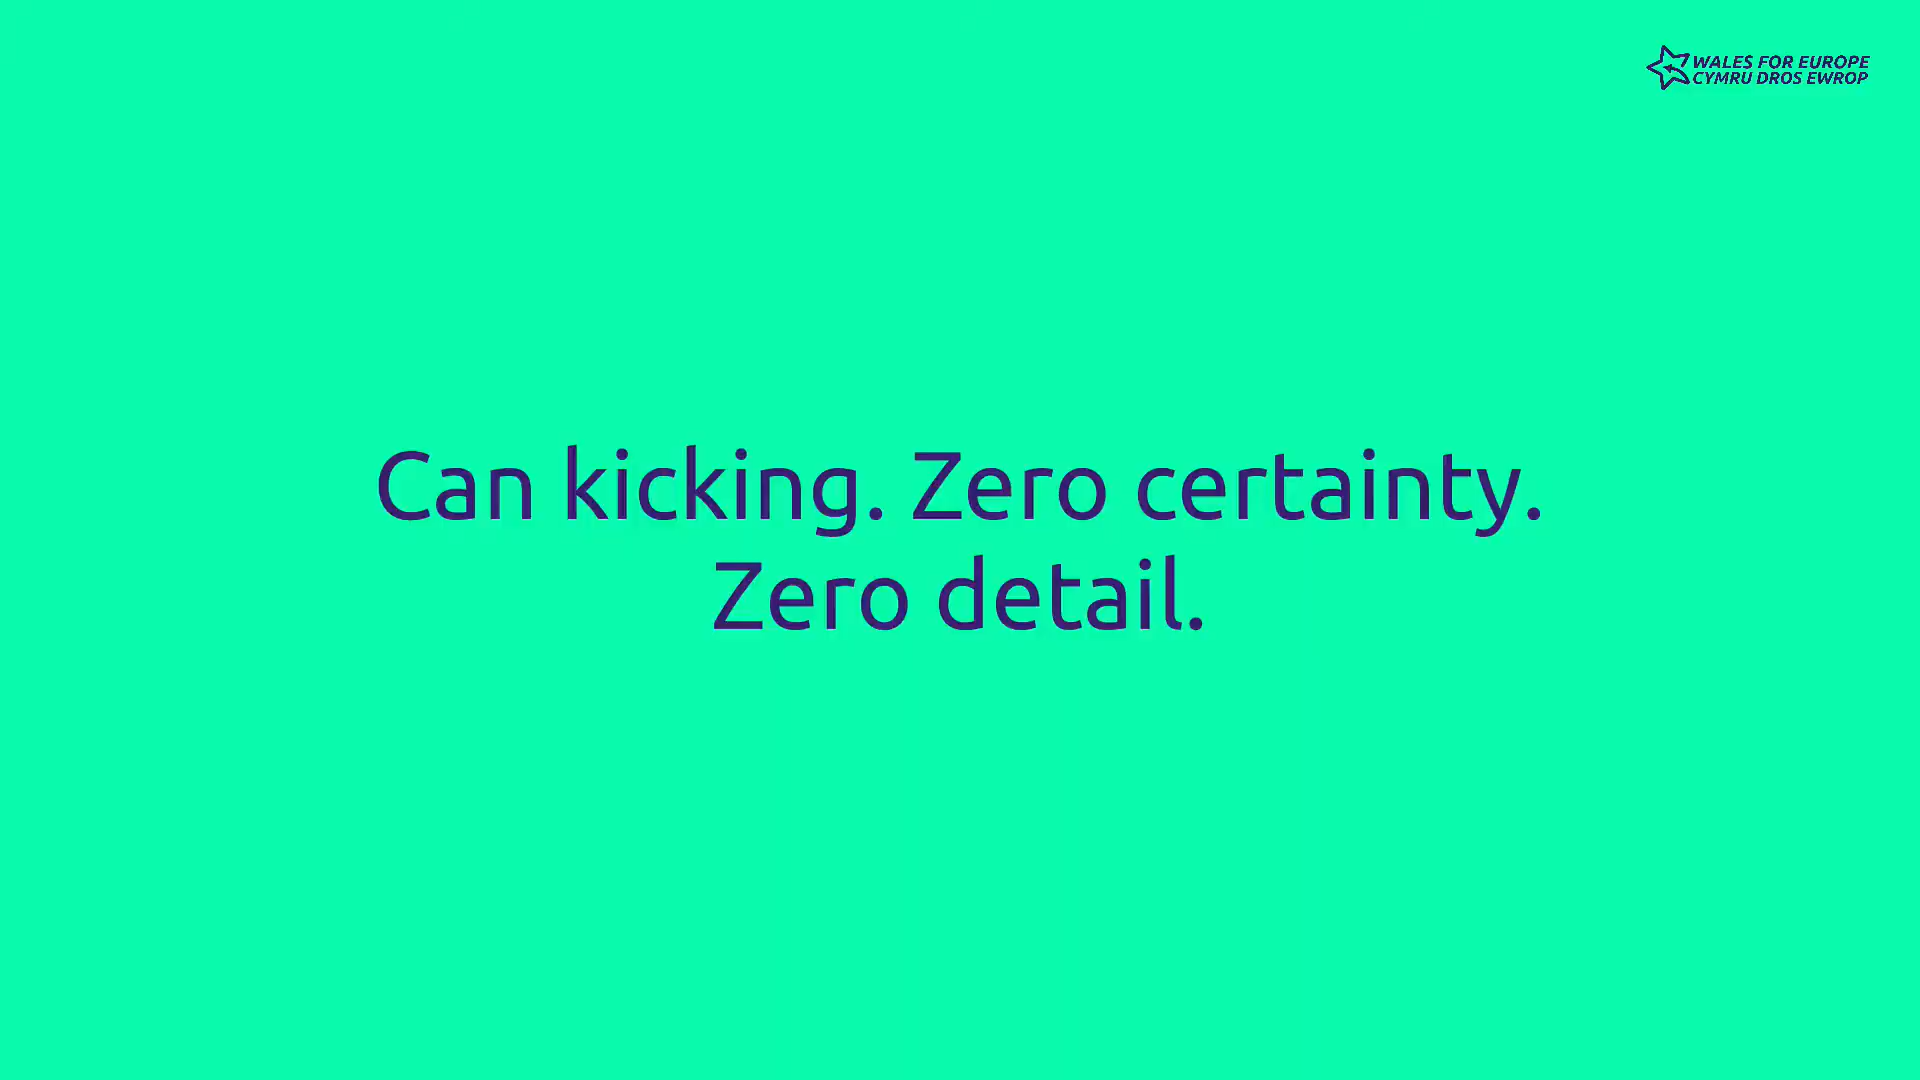 WALES FOR EUROPE
CYMRU DROS EWROP
Can kicking. Zero certainty.
Zero detail.